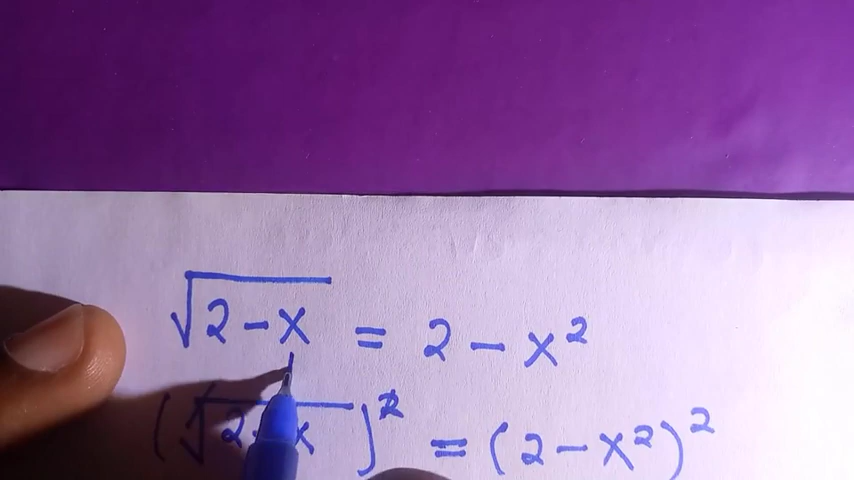 √2-x = 2-x²
(√2-x)² = (2-x²)²